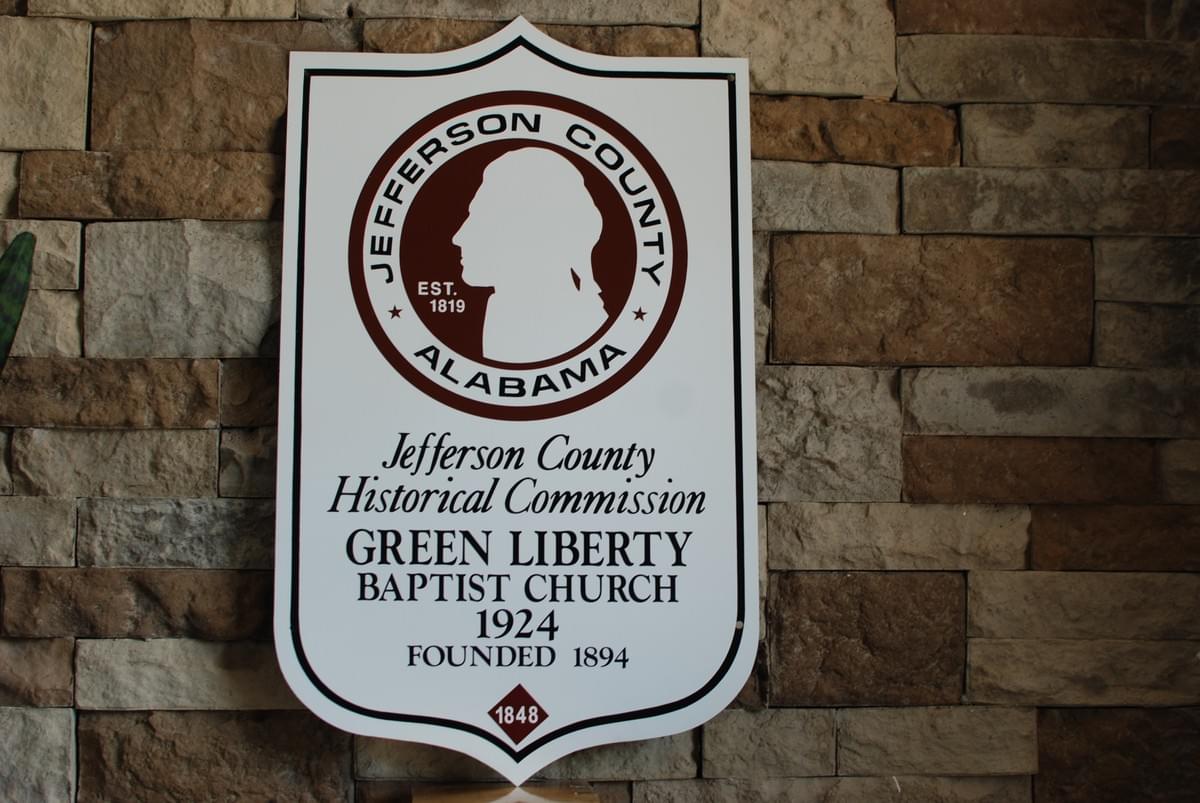 JEFFERSON COUNTY
EST.
1819
★ ALABAMA ★
Jefferson County
Historical Commission
GREEN LIBERTY
BAPTIST CHURCH
1924
FOUNDED 1894
1848